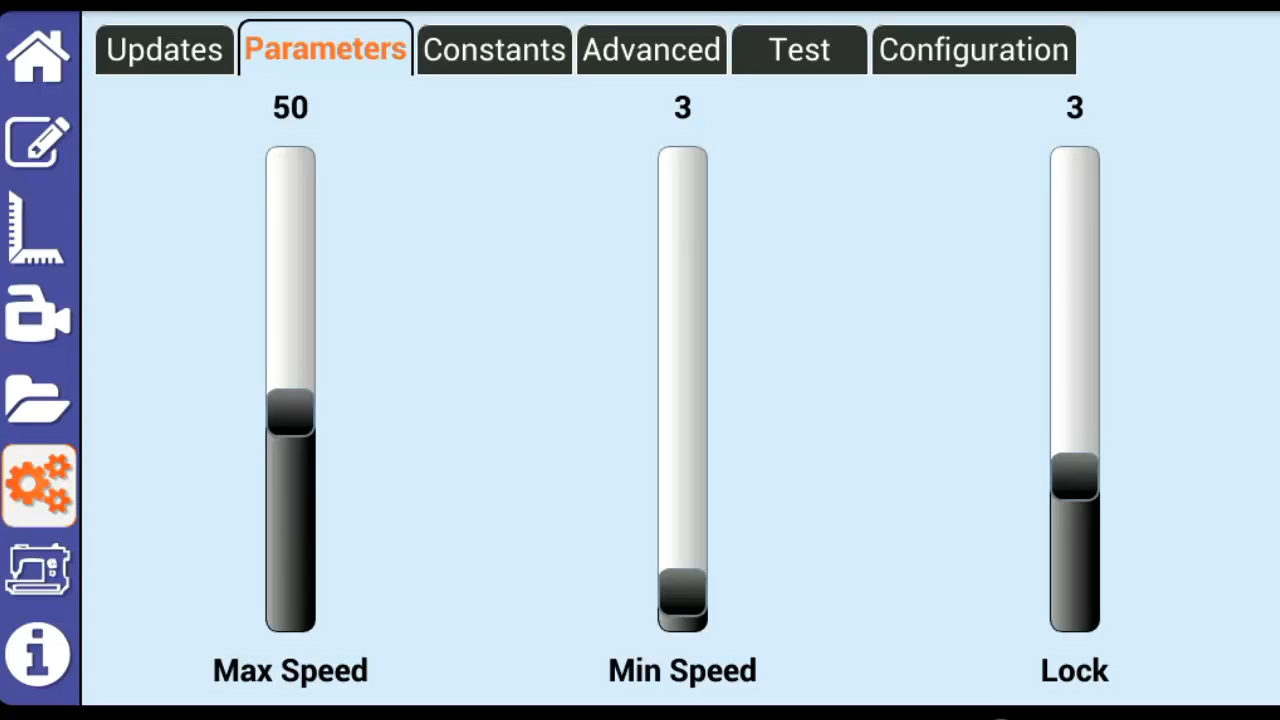 Updates Parameters Constants Advanced Test Configuration
50 3 3
Max Speed Min Speed Lock